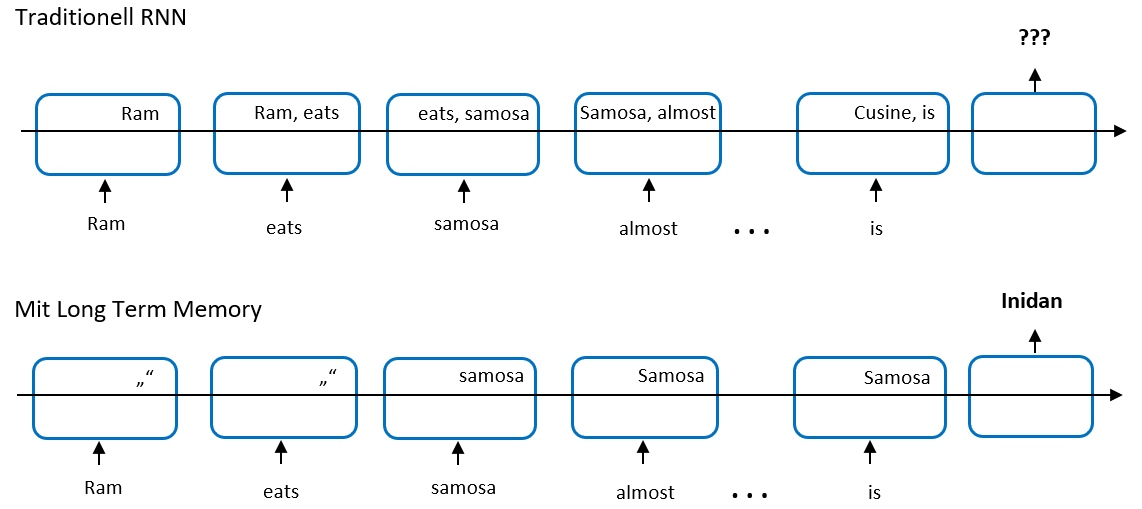 Traditionell RNN
???
Ram
Ram, eats
eats, samosa
Samosa, almost
Cusine, is
Ram
eats
samosa
almost
...
is
Mit Long Term Memory
Inidan
„“
„“
samosa
Samosa
Samosa
Ram
eats
samosa
almost
...
is